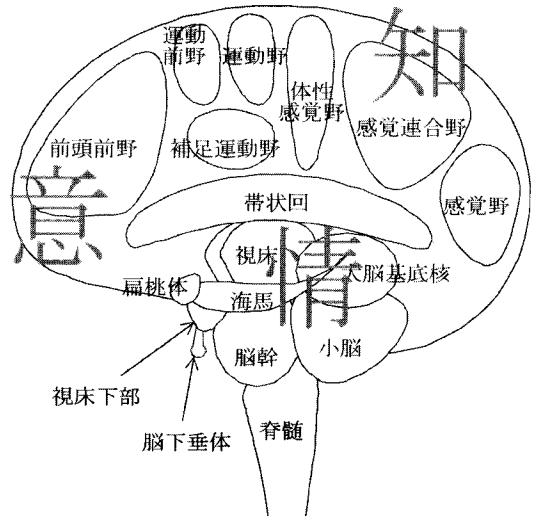 運動
前野
運動野
体性
感覚野
知
感覚連合野
前頭前野
補足運動野
意
帯状回
感覚野
視床
情
大脳基底核
扁桃体
海馬
脳幹
小脳
視床下部
脳下垂体
脊髄